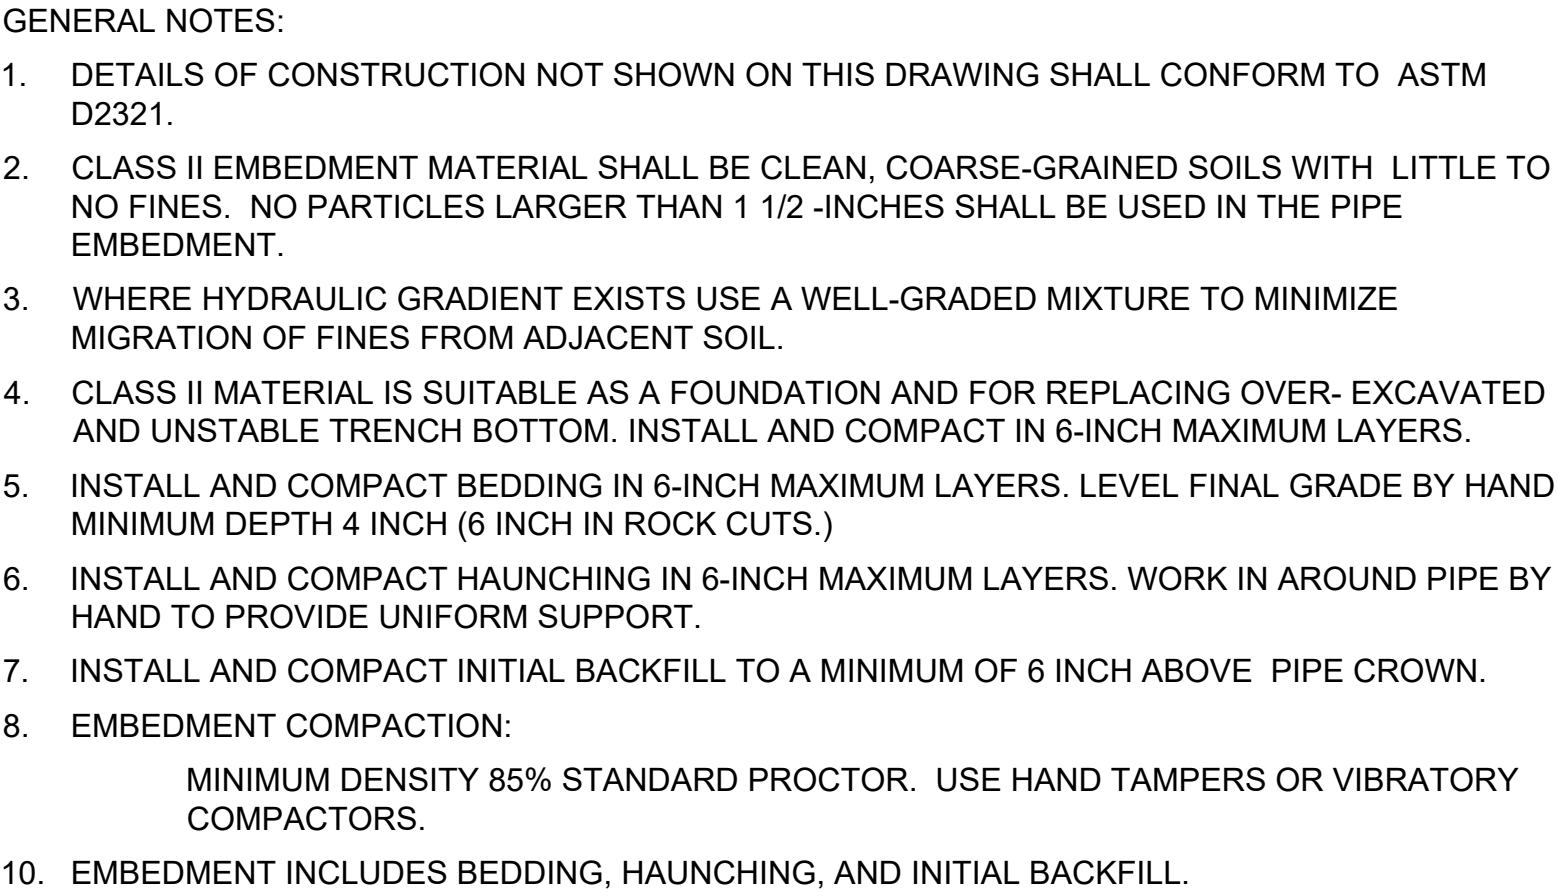 GENERAL NOTES:
1. DETAILS OF CONSTRUCTION NOT SHOWN ON THIS DRAWING SHALL CONFORM TO ASTM
D2321.
2. CLASS II EMBEDMENT MATERIAL SHALL BE CLEAN, COARSE-GRAINED SOILS WITH LITTLE TO
NO FINES. NO PARTICLES LARGER THAN 1 1/2 -INCHES SHALL BE USED IN THE PIPE
EMBEDMENT.
3. WHERE HYDRAULIC GRADIENT EXISTS USE A WELL-GRADED MIXTURE TO MINIMIZE
MIGRATION OF FINES FROM ADJACENT SOIL.
4. CLASS II MATERIAL IS SUITABLE AS A FOUNDATION AND FOR REPLACING OVER- EXCAVATED
AND UNSTABLE TRENCH BOTTOM. INSTALL AND COMPACT IN 6-INCH MAXIMUM LAYERS.
5. INSTALL AND COMPACT BEDDING IN 6-INCH MAXIMUM LAYERS. LEVEL FINAL GRADE BY HAND
MINIMUM DEPTH 4 INCH (6 INCH IN ROCK CUTS.)
6. INSTALL AND COMPACT HAUNCHING IN 6-INCH MAXIMUM LAYERS. WORK IN AROUND PIPE BY
HAND TO PROVIDE UNIFORM SUPPORT.
7. INSTALL AND COMPACT INITIAL BACKFILL TO A MINIMUM OF 6 INCH ABOVE PIPE CROWN.
8. EMBEDMENT COMPACTION:
MINIMUM DENSITY 85% STANDARD PROCTOR. USE HAND TAMPERS OR VIBRATORY
COMPACTORS.
10. EMBEDMENT INCLUDES BEDDING, HAUNCHING, AND INITIAL BACKFILL.